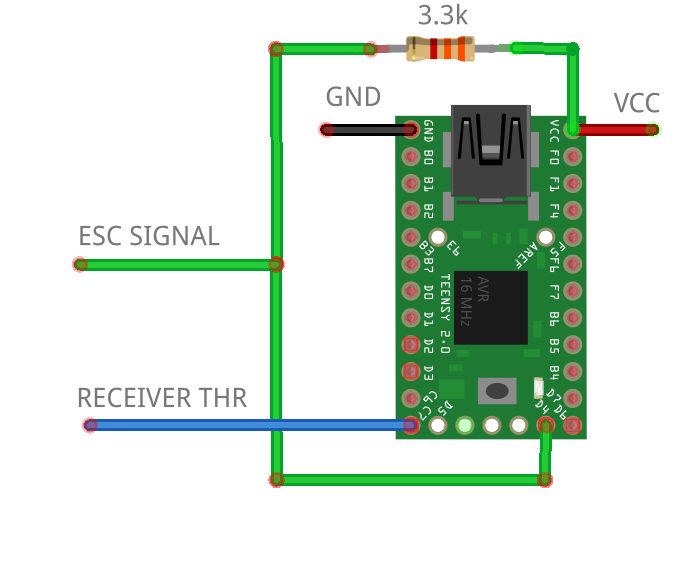 3.3k
GND
VCC
GND
VCC
B0
F0
B1
F1
B2
F4
ESC SIGNAL
B3
E6
AREF
F5
B7
F6
D0
F7
AVR
16 MHz
TEENSY 2.0
D1
B6
D2
B5
D3
B4
RECEIVER THR
C6
D7
C7
D5
D4
D6